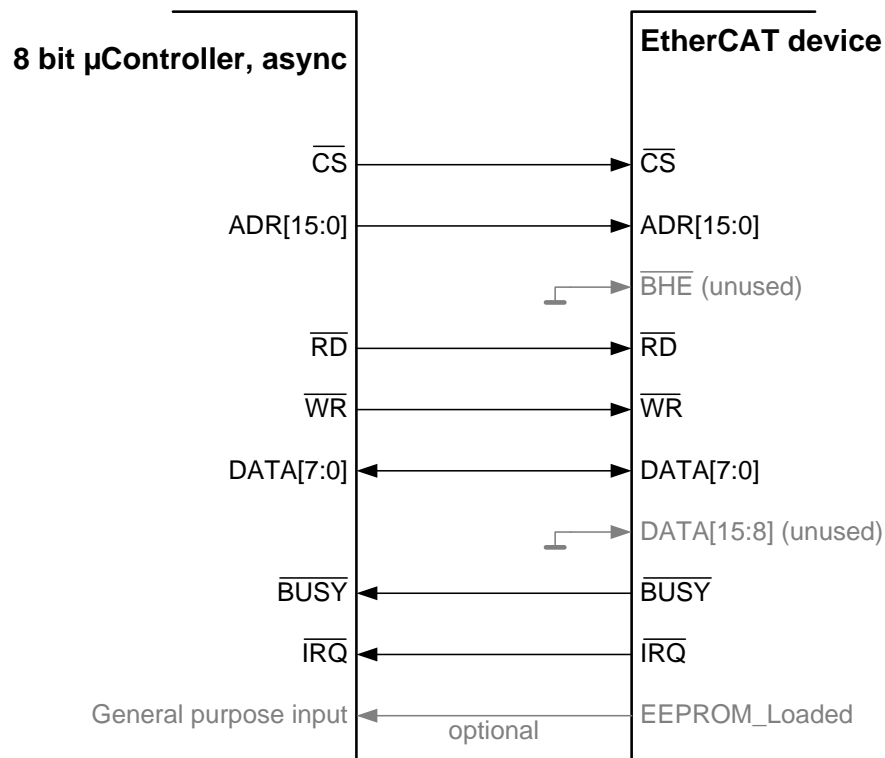 8 bit µController, async EtherCAT device
CS CS
ADR[15:0] ADR[15:0]
BHE (unused)
RD RD
WR WR
DATA[7:0] DATA[7:0]
DATA[15:8] (unused)
BUSY BUSY
IRQ IRQ
General purpose input optional EEPROM_Loaded